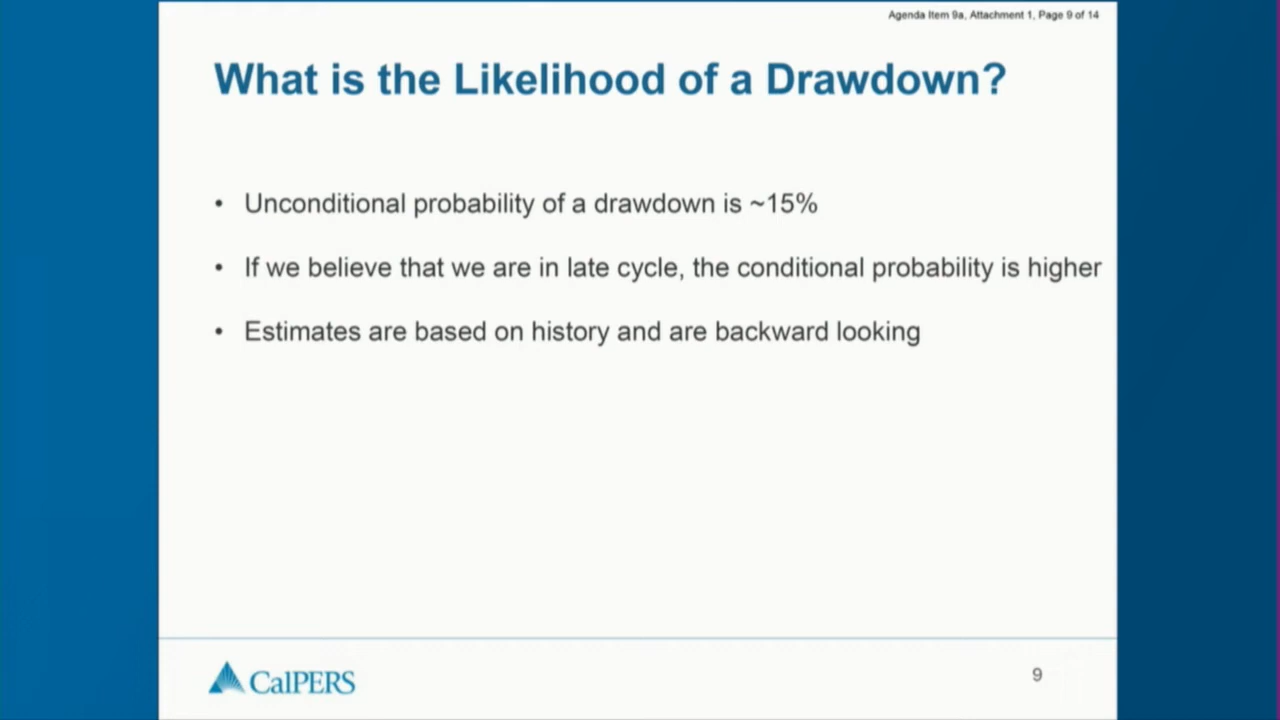 Agenda Item 9a, Attachment 1, Page 9 of 14
What is the Likelihood of a Drawdown?
• Unconditional probability of a drawdown is ~15%
• If we believe that we are in late cycle, the conditional probability is higher
• Estimates are based on history and are backward looking
CalPERS
9